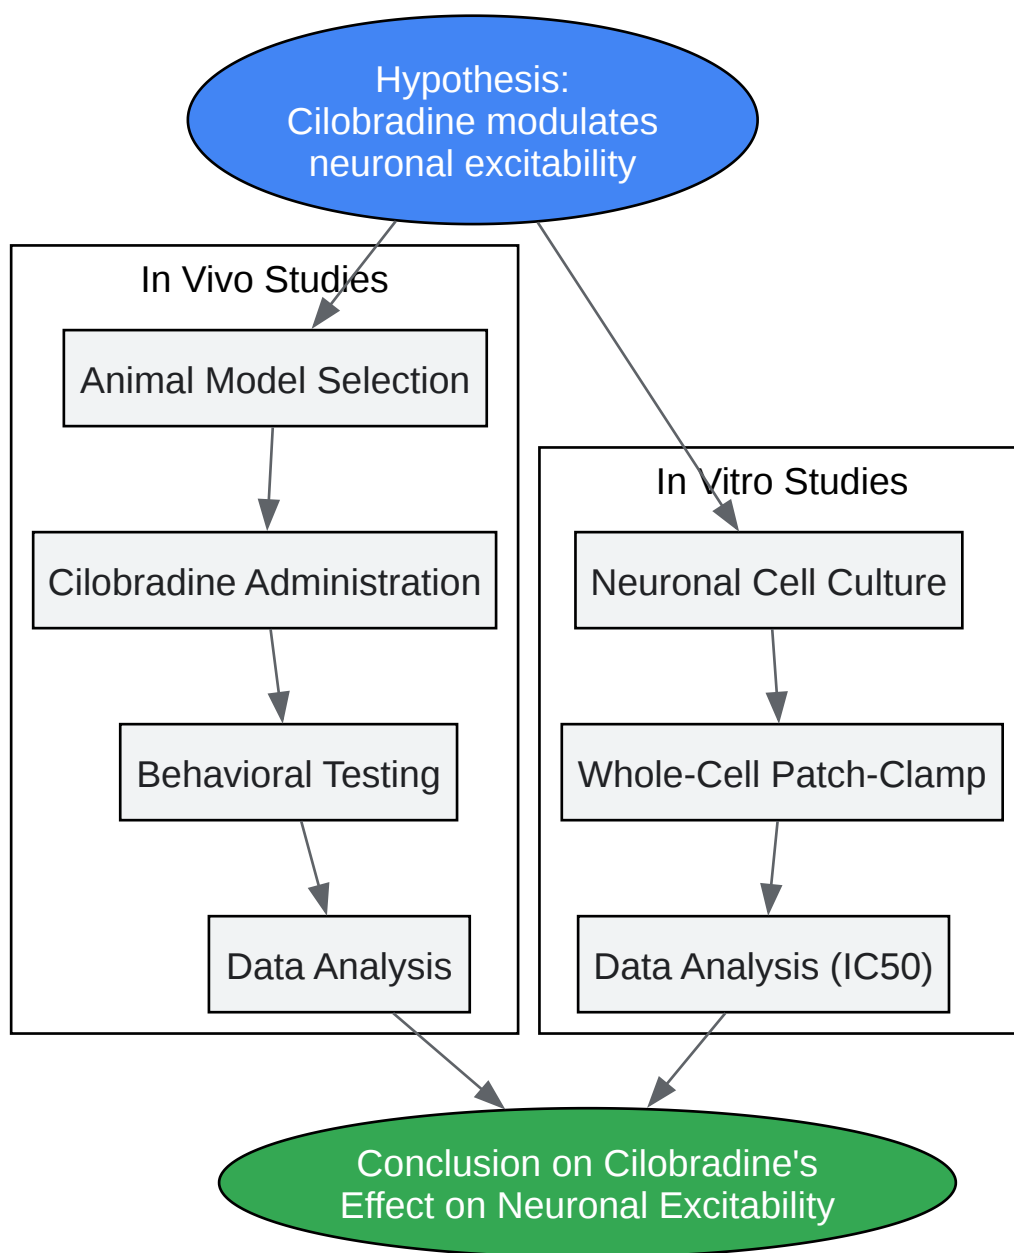 Hypothesis:
Cilobradine modulates
neuronal excitability
In Vivo Studies
Animal Model Selection
Cilobradine Administration
Behavioral Testing
Data Analysis
In Vitro Studies
Neuronal Cell Culture
Whole-Cell Patch-Clamp
Data Analysis (IC50)
Conclusion on Cilobradine's
Effect on Neuronal Excitability